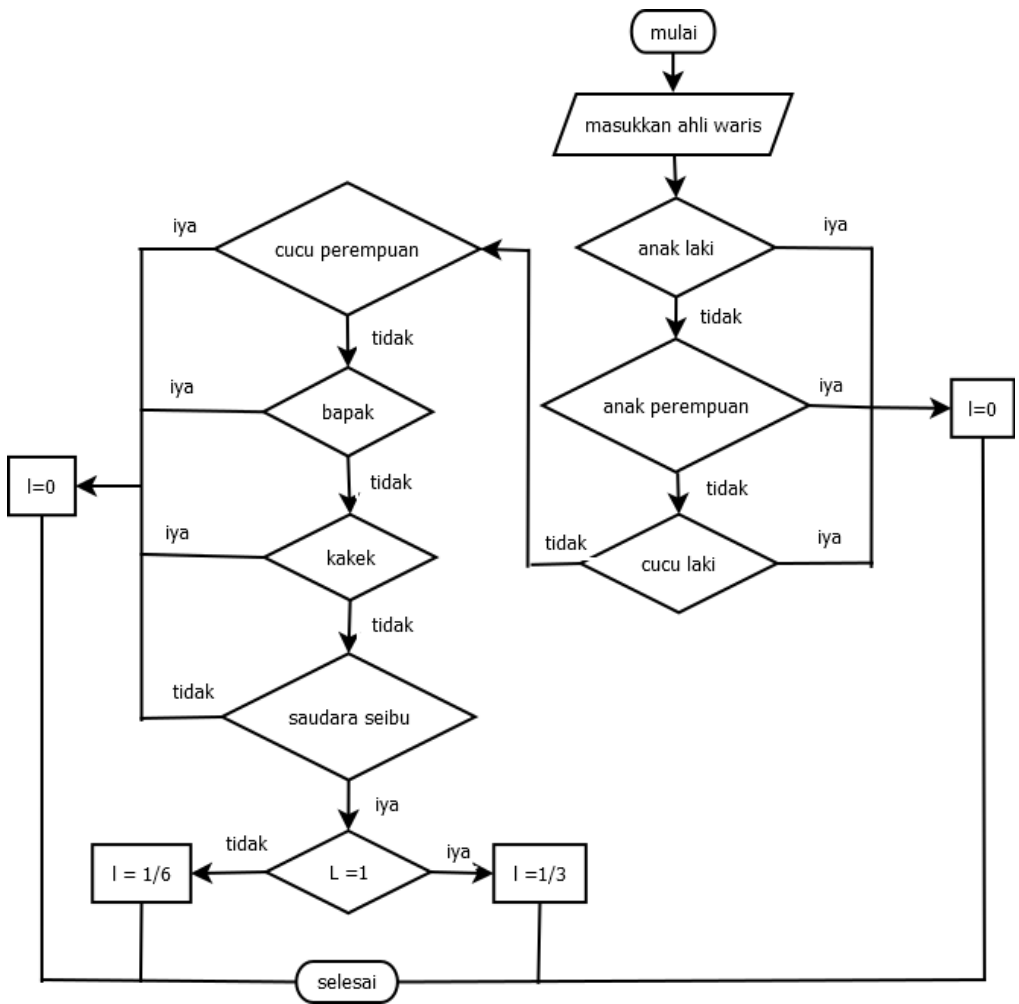 mulai
masukkan ahli waris
anak laki
iya
tidak
anak perempuan
iya
l=0
tidak
cucu laki
iya
tidak
cucu perempuan
iya
tidak
bapak
iya
tidak
l=0
kakek
iya
tidak
saudara seibu
tidak
iya
L =1
tidak
iya
l = 1/6
l =1/3
selesai